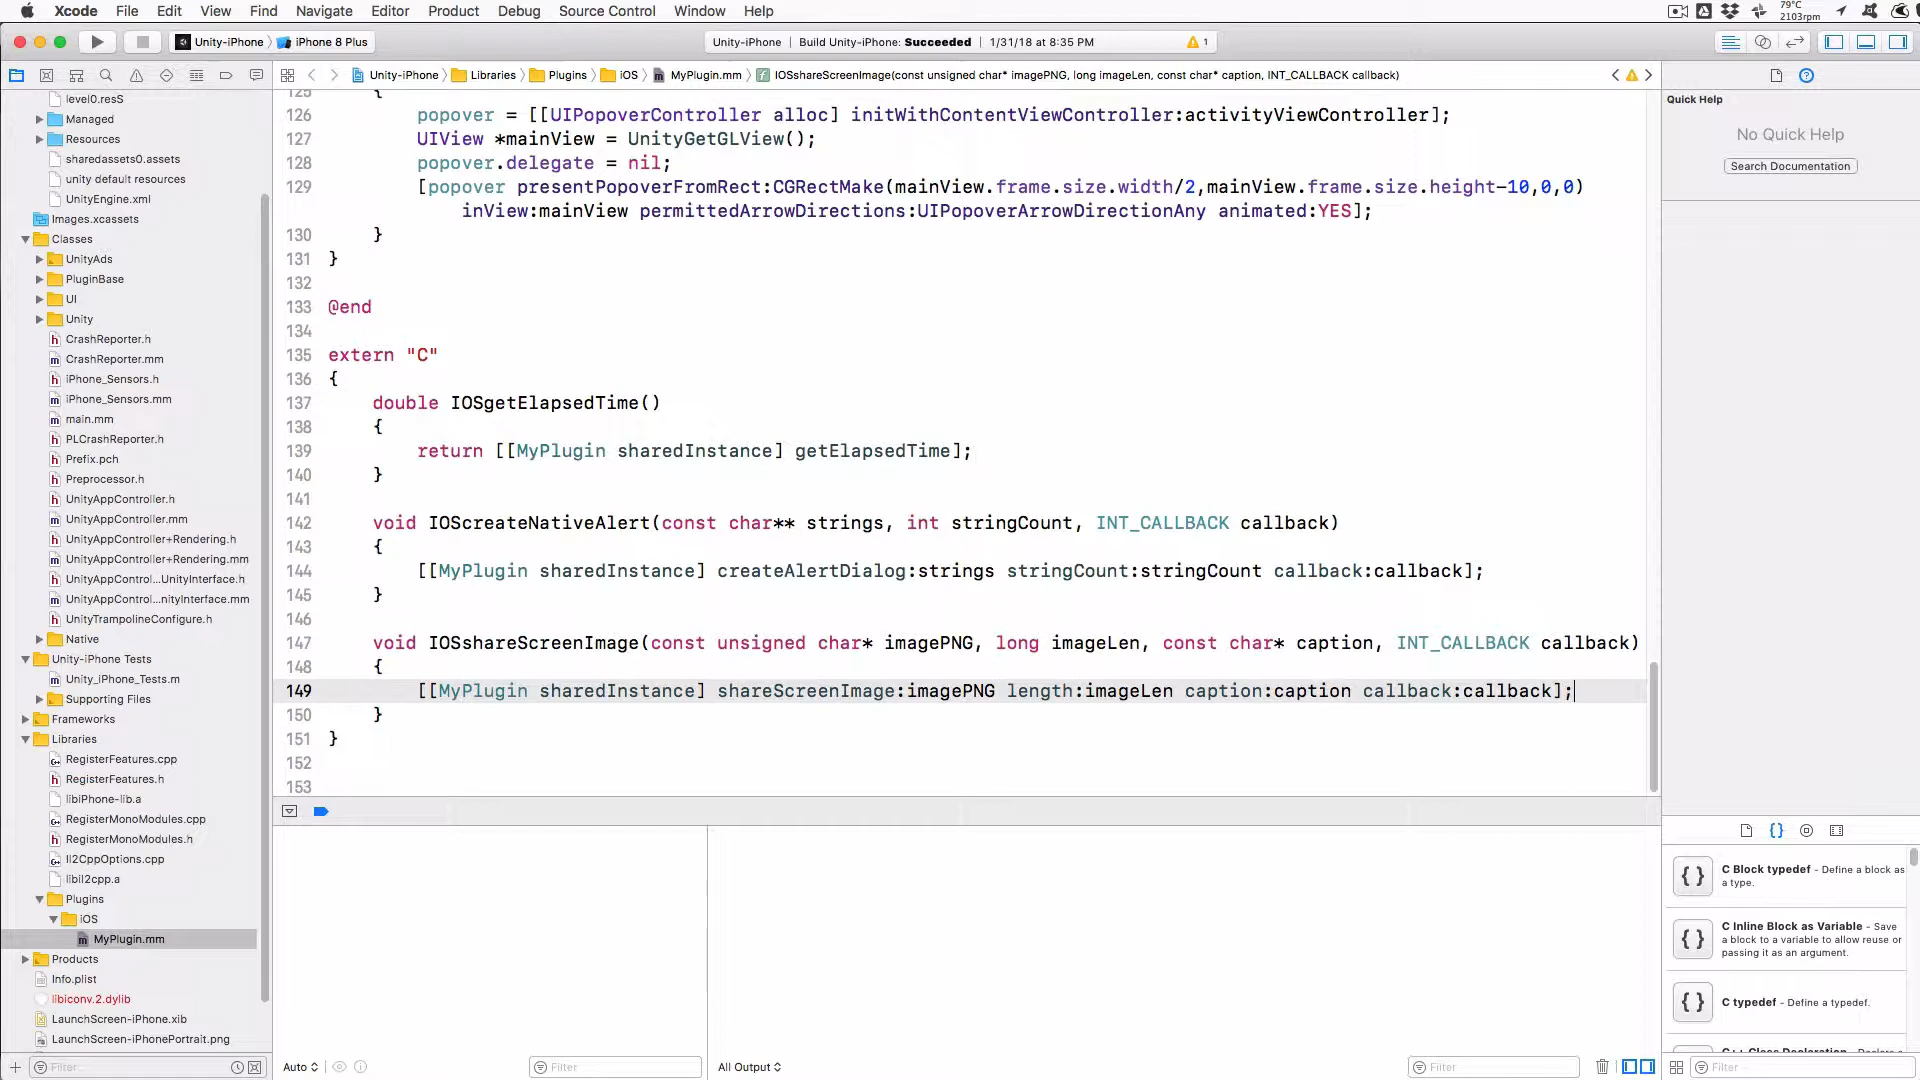 Xcode File Edit View Find Navigate Editor Product Debug Source Control Window Help
79°C
2103rpm
Unity-iPhone iPhone 8 Plus
Unity-iPhone | Build Unity-iPhone: Succeeded | 1/31/18 at 8:35 PM
1
Unity-iPhone Libraries Plugins iOS MyPlugin.mm IOSshareScreenImage(const unsigned char* imagePNG, long imageLen, const char* caption, INT_CALLBACK callback)
level0.resS
Managed
Resources
sharedassets0.assets
unity default resources
UnityEngine.xml
Images.xcassets
Classes
UnityAds
PluginBase
UI
Unity
CrashReporter.h
CrashReporter.mm
iPhone_Sensors.h
iPhone_Sensors.mm
main.mm
PLCrashReporter.h
Prefix.pch
Preprocessor.h
UnityAppController.h
UnityAppController.mm
UnityAppController+Rendering.h
UnityAppController+Rendering.mm
UnityAppControl...UnityInterface.h
UnityAppControl...nityInterface.mm
UnityTrampolineConfigure.h
Native
Unity-iPhone Tests
Unity_iPhone_Tests.m
Supporting Files
Frameworks
Libraries
RegisterFeatures.cpp
RegisterFeatures.h
libiPhone-lib.a
RegisterMonoModules.cpp
RegisterMonoModules.h
Il2CppOptions.cpp
libil2cpp.a
Plugins
iOS
MyPlugin.mm
Products
Info.plist
libiconv.2.dylib
LaunchScreen-iPhone.xib
LaunchScreen-iPhonePortrait.png
Filter
125 {
126 popover = [[UIPopoverController alloc] initWithContentViewController:activityViewController];
127 UIView *mainView = UnityGetGLView();
128 popover.delegate = nil;
129 [popover presentPopoverFromRect:CGRectMake(mainView.frame.size.width/2,mainView.frame.size.height-10,0,0)
inView:mainView permittedArrowDirections:UIPopoverArrowDirectionAny animated:YES];
130 }
131 }
132
133 @end
134
135 extern "C"
136 {
137 double IOSgetElapsedTime()
138 {
139 return [[MyPlugin sharedInstance] getElapsedTime];
140 }
141
142 void IOScreateNativeAlert(const char** strings, int stringCount, INT_CALLBACK callback)
143 {
144 [[MyPlugin sharedInstance] createAlertDialog:strings stringCount:stringCount callback:callback];
145 }
146
147 void IOSshareScreenImage(const unsigned char* imagePNG, long imageLen, const char* caption, INT_CALLBACK callback)
148 {
149 [[MyPlugin sharedInstance] shareScreenImage:imagePNG length:imageLen caption:caption callback:callback];
150 }
151 }
152
153
Auto
Filter
All Output
Filter
Quick Help
No Quick Help
Search Documentation
C Block typedef - Define a block as
a type.
C Inline Block as Variable - Save
a block to a variable to allow reuse or
passing it as an argument.
C typedef - Define a typedef.
C++ Class Declaration - Declare a
Filter